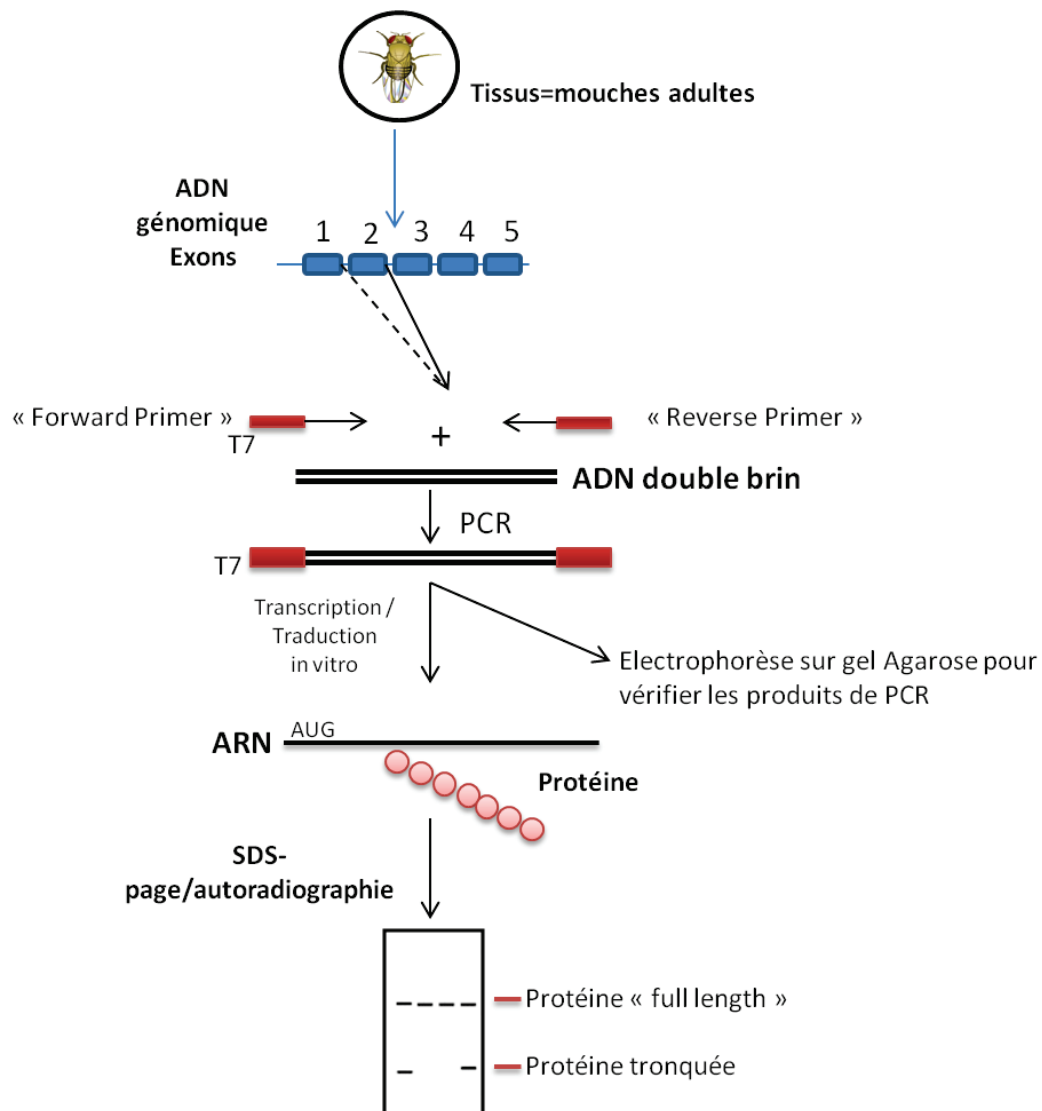 Tissus=mouches adultes
ADN
génomique
Exons
1 2 3 4 5
« Forward Primer »
T7
+
« Reverse Primer »
ADN double brin
PCR
T7
Transcription /
Traduction
in vitro
Electrophorèse sur gel Agarose pour
vérifier les produits de PCR
ARN
AUG
Protéine
SDS-
page/autoradiographie
Protéine « full length »
Protéine tronquée